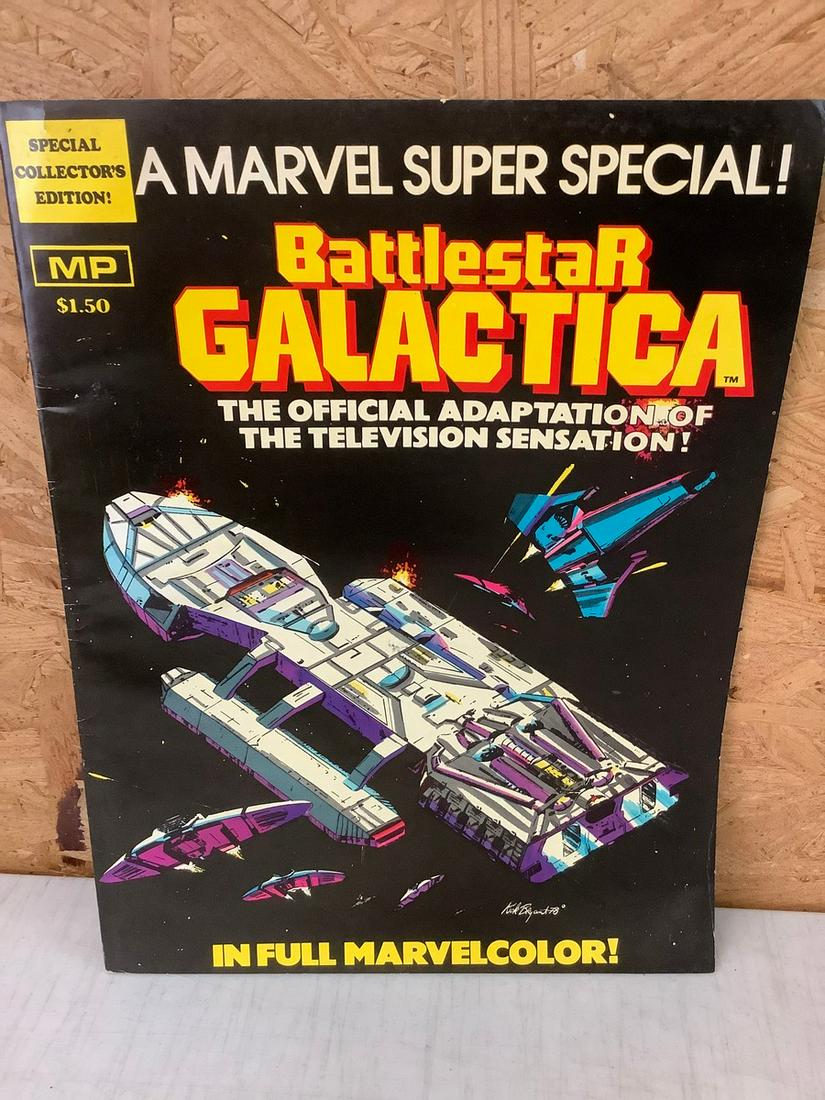 SPECIAL
COLLECTOR'S
EDITION!
A MARVEL SUPER SPECIAL!
MP
$1.50
BattlestaR
GALACTICA
TM
THE OFFICIAL ADAPTATION OF
THE TELEVISION SENSATION!
IN FULL MARVELCOLOR!